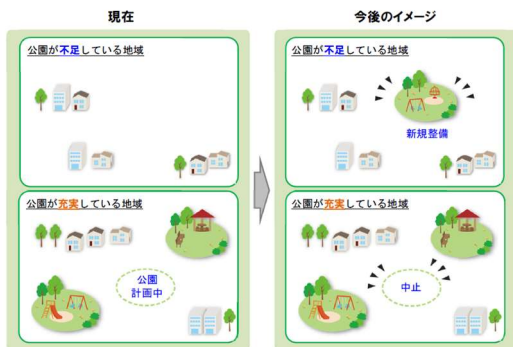 現在
公園が不足している地域
公園が充実している地域
公園
計画中
今後のイメージ
公園が不足している地域
新規整備
公園が充実している地域
中止